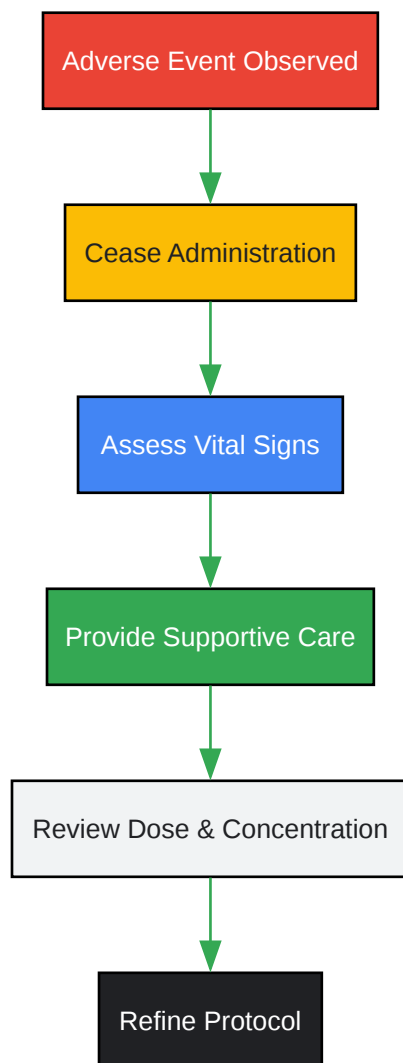 Adverse Event Observed
Cease Administration
Assess Vital Signs
Provide Supportive Care
Review Dose & Concentration
Refine Protocol